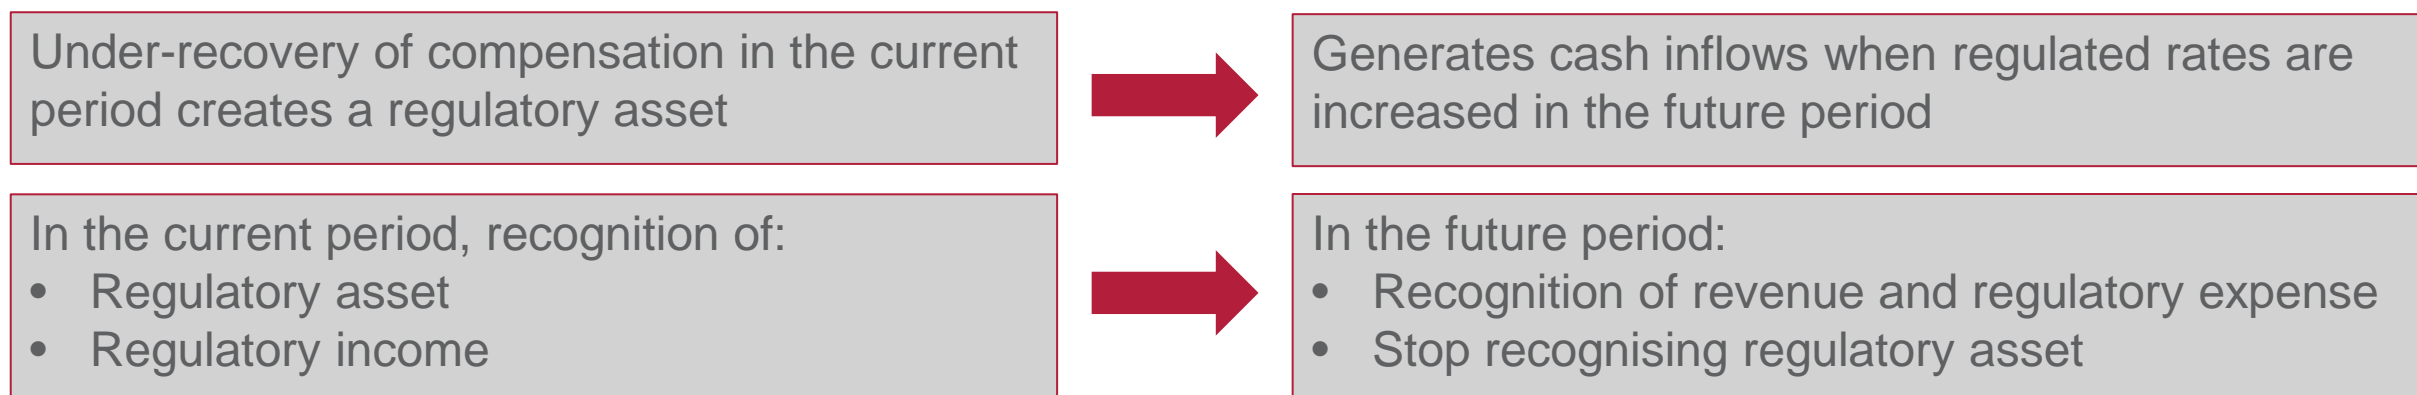 Under-recovery of compensation in the current
period creates a regulatory asset
Generates cash inflows when regulated rates are
increased in the future period
In the current period, recognition of:
• Regulatory asset
• Regulatory income
In the future period:
• Recognition of revenue and regulatory expense
• Stop recognising regulatory asset